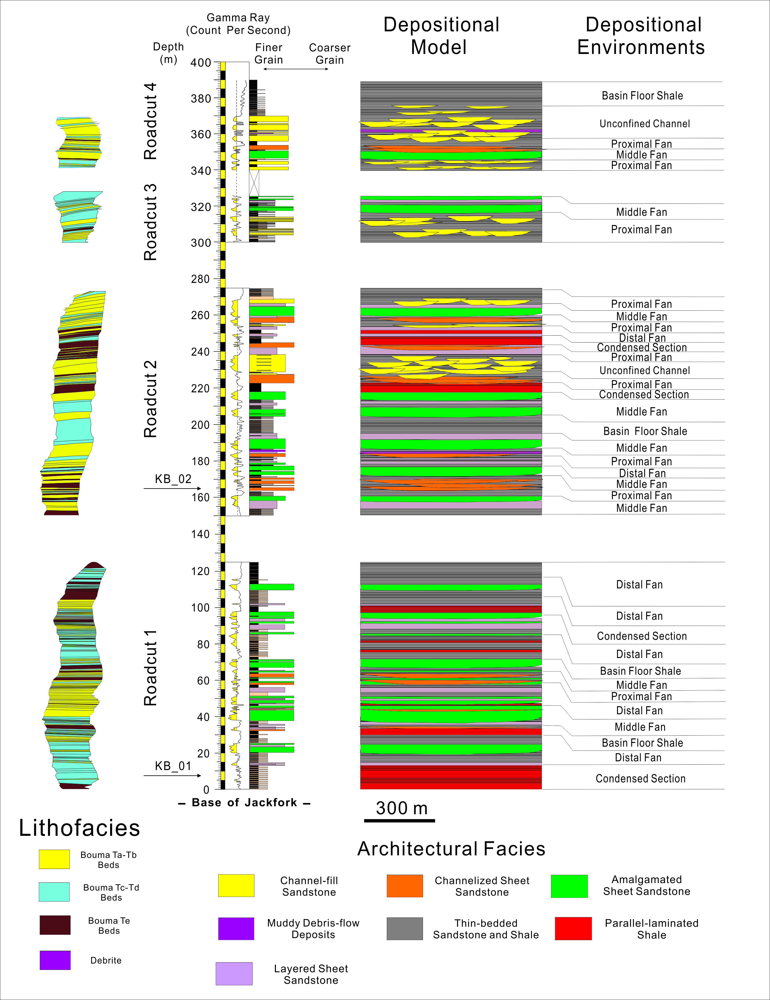 Gamma Ray
(Count Per Second)
Depositional
Model
Depositional
Environments
Depth
(m)
Finer
Grain
Coarser
Grain
400
380
360
340
320
300
280
260
240
220
200
180
160
140
120
100
80
60
40
20
0
Roadcut 4
Roadcut 3
Roadcut 2
Roadcut 1
KB_02
KB_01
Basin Floor Shale
Unconfined Channel
Proximal Fan
Middle Fan
Proximal Fan
Middle Fan
Proximal Fan
Proximal Fan
Middle Fan
Proximal Fan
Distal Fan
Condensed Section
Proximal Fan
Unconfined Channel
Proximal Fan
Condensed Section
Middle Fan
Basin Floor Shale
Middle Fan
Proximal Fan
Distal Fan
Middle Fan
Proximal Fan
Middle Fan
Distal Fan
Distal Fan
Condensed Section
Distal Fan
Basin Floor Shale
Middle Fan
Proximal Fan
Distal Fan
Middle Fan
Basin Floor Shale
Distal Fan
Condensed Section
– Base of Jackfork –
300 m
Lithofacies
Bouma Ta-Tb
Beds
Bouma Tc-Td
Beds
Bouma Te
Beds
Debrite
Architectural Facies
Channel-fill
Sandstone
Channelized Sheet
Sandstone
Amalgamated
Sheet Sandstone
Muddy Debris-flow
Deposits
Thin-bedded
Sandstone and Shale
Parallel-laminated
Shale
Layered Sheet
Sandstone